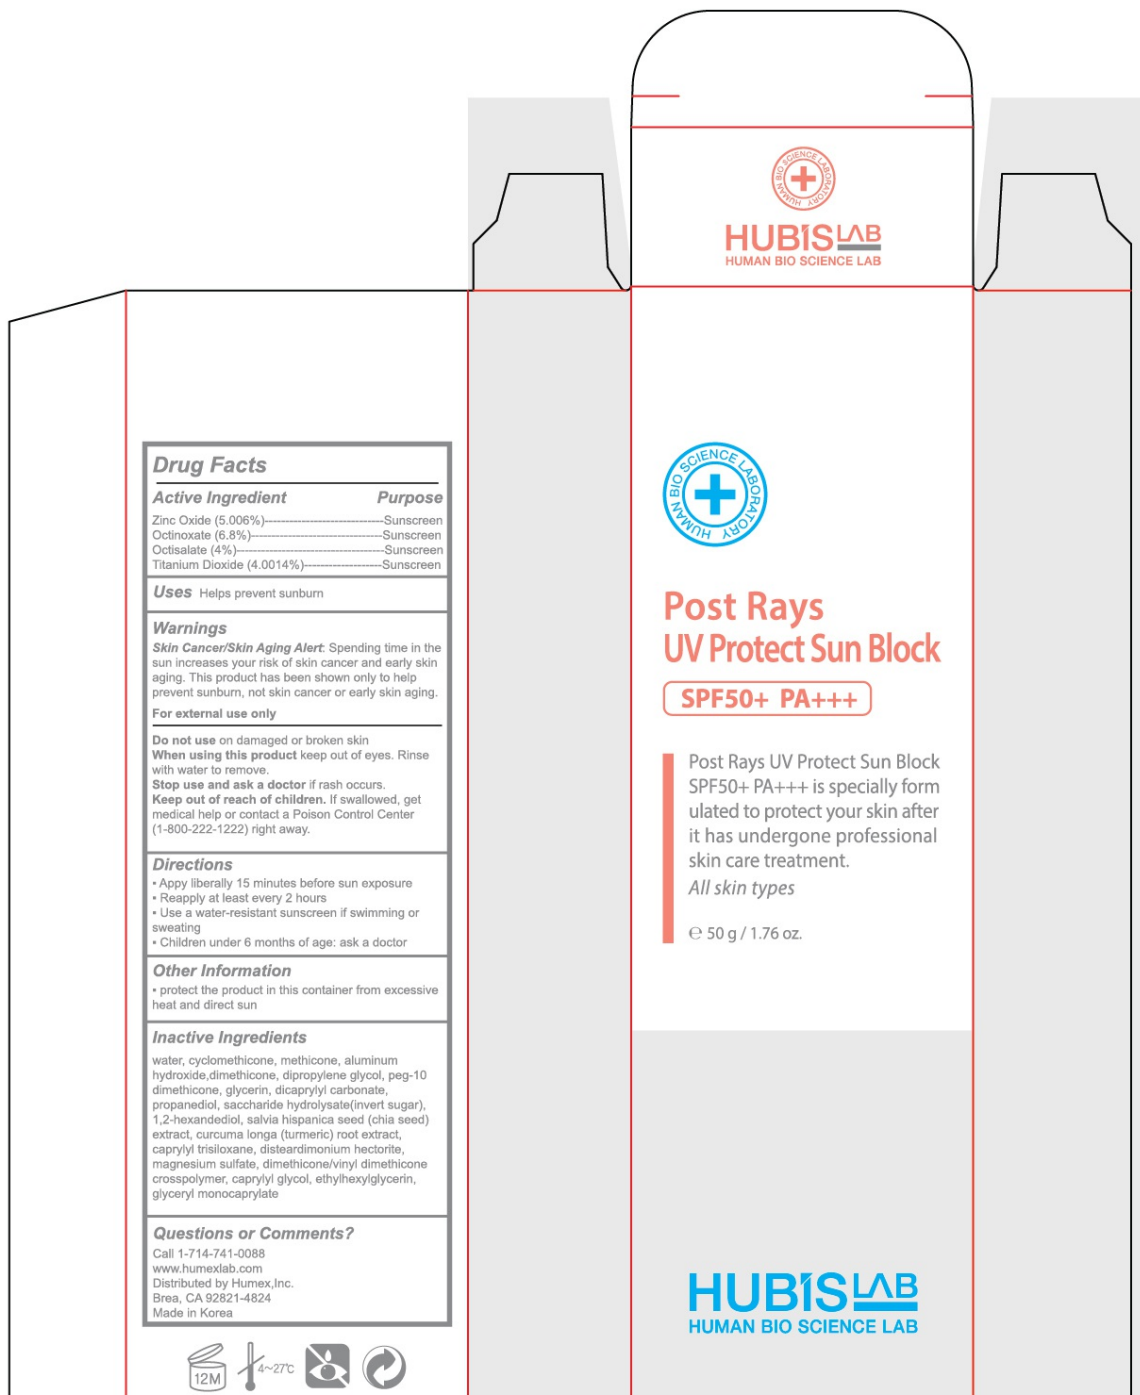 HUMAN BIO SCIENCE LABORATORY
HUBIS LAB
HUMAN BIO SCIENCE LAB
Drug Facts
Active Ingredient Purpose
Zinc Oxide (5.006%)-----------------------------Sunscreen
Octinoxate (6.8%)--------------------------------Sunscreen
Octisalate (4%)------------------------------------Sunscreen
Titanium Dioxide (4.0014%)-------------------Sunscreen
Uses Helps prevent sunburn
Warnings
Skin Cancer/Skin Aging Alert: Spending time in the
sun increases your risk of skin cancer and early skin
aging. This product has been shown only to help
prevent sunburn, not skin cancer or early skin aging.
For external use only
Do not use on damaged or broken skin
When using this product keep out of eyes. Rinse
with water to remove.
Stop use and ask a doctor if rash occurs.
Keep out of reach of children. If swallowed, get
medical help or contact a Poison Control Center
(1-800-222-1222) right away.
Directions
▪ Appy liberally 15 minutes before sun exposure
▪ Reapply at least every 2 hours
▪ Use a water-resistant sunscreen if swimming or
sweating
▪ Children under 6 months of age: ask a doctor
Other Information
▪ protect the product in this container from excessive
heat and direct sun
Inactive Ingredients
water, cyclomethicone, methicone, aluminum
hydroxide,dimethicone, dipropylene glycol, peg-10
dimethicone, glycerin, dicaprylyl carbonate,
propanediol, saccharide hydrolysate(invert sugar),
1,2-hexandediol, salvia hispanica seed (chia seed)
extract, curcuma longa (turmeric) root extract,
caprylyl trisiloxane, disteardimonium hectorite,
magnesium sulfate, dimethicone/vinyl dimethicone
crosspolymer, caprylyl glycol, ethylhexylglycerin,
glyceryl monocaprylate
Questions or Comments?
Call 1-714-741-0088
www.humexlab.com
Distributed by Humex,Inc.
Brea, CA 92821-4824
Made in Korea
12M
4~27℃
HUMAN BIO SCIENCE LABORATORY
Post Rays
UV Protect Sun Block
SPF50+ PA+++
Post Rays UV Protect Sun Block
SPF50+ PA+++ is specially form
ulated to protect your skin after
it has undergone professional
skin care treatment.
All skin types
℮ 50 g / 1.76 oz.
HUBIS LAB
HUMAN BIO SCIENCE LAB